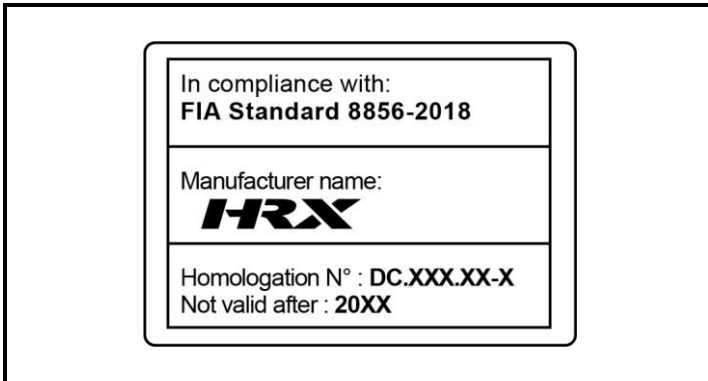 In compliance with:
FIA Standard 8856-2018
Manufacturer name:
HRX
Homologation N° : DC.XXX.XX-X
Not valid after : 20XX